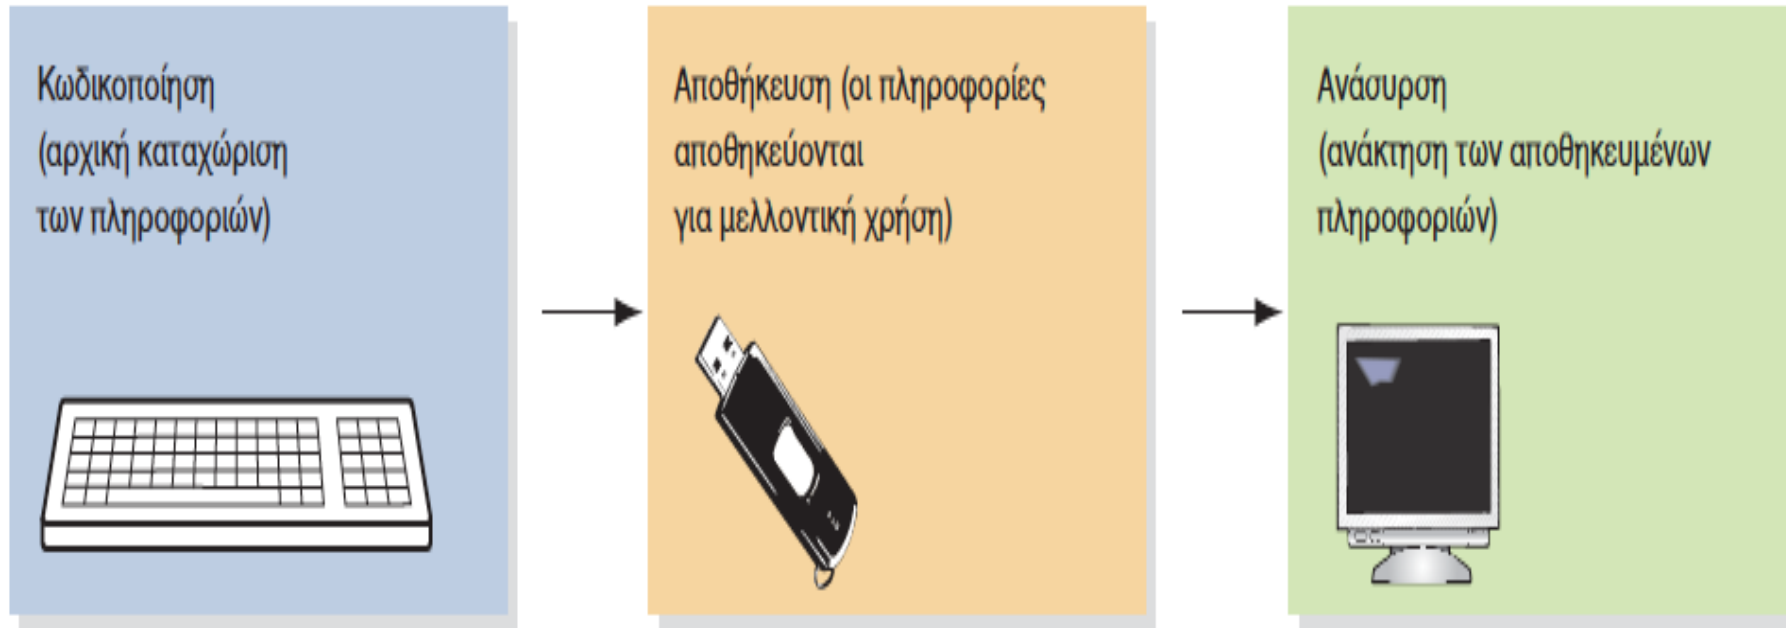 Κωδικοποίηση
(αρχική καταχώριση
των πληροφοριών)
Αποθήκευση (οι πληροφορίες
αποθηκεύονται
για μελλοντική χρήση)
Ανάσυρση
(ανάκτηση των αποθηκευμένων
πληροφοριών)